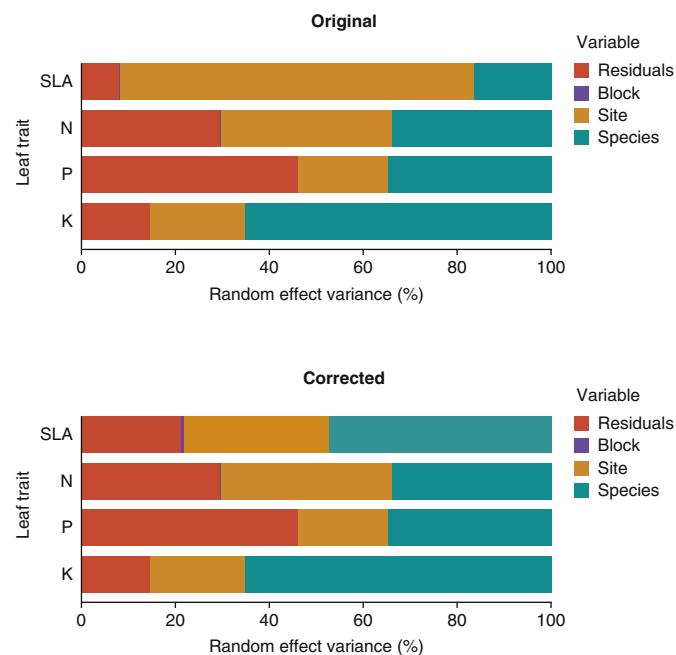 Original
Variable
Residuals
Block
Site
Species
Leaf trait
SLA
N
P
K
0 20 40 60 80 100
Random effect variance (%)
Corrected
Variable
Residuals
Block
Site
Species
Leaf trait
SLA
N
P
K
0 20 40 60 80 100
Random effect variance (%)